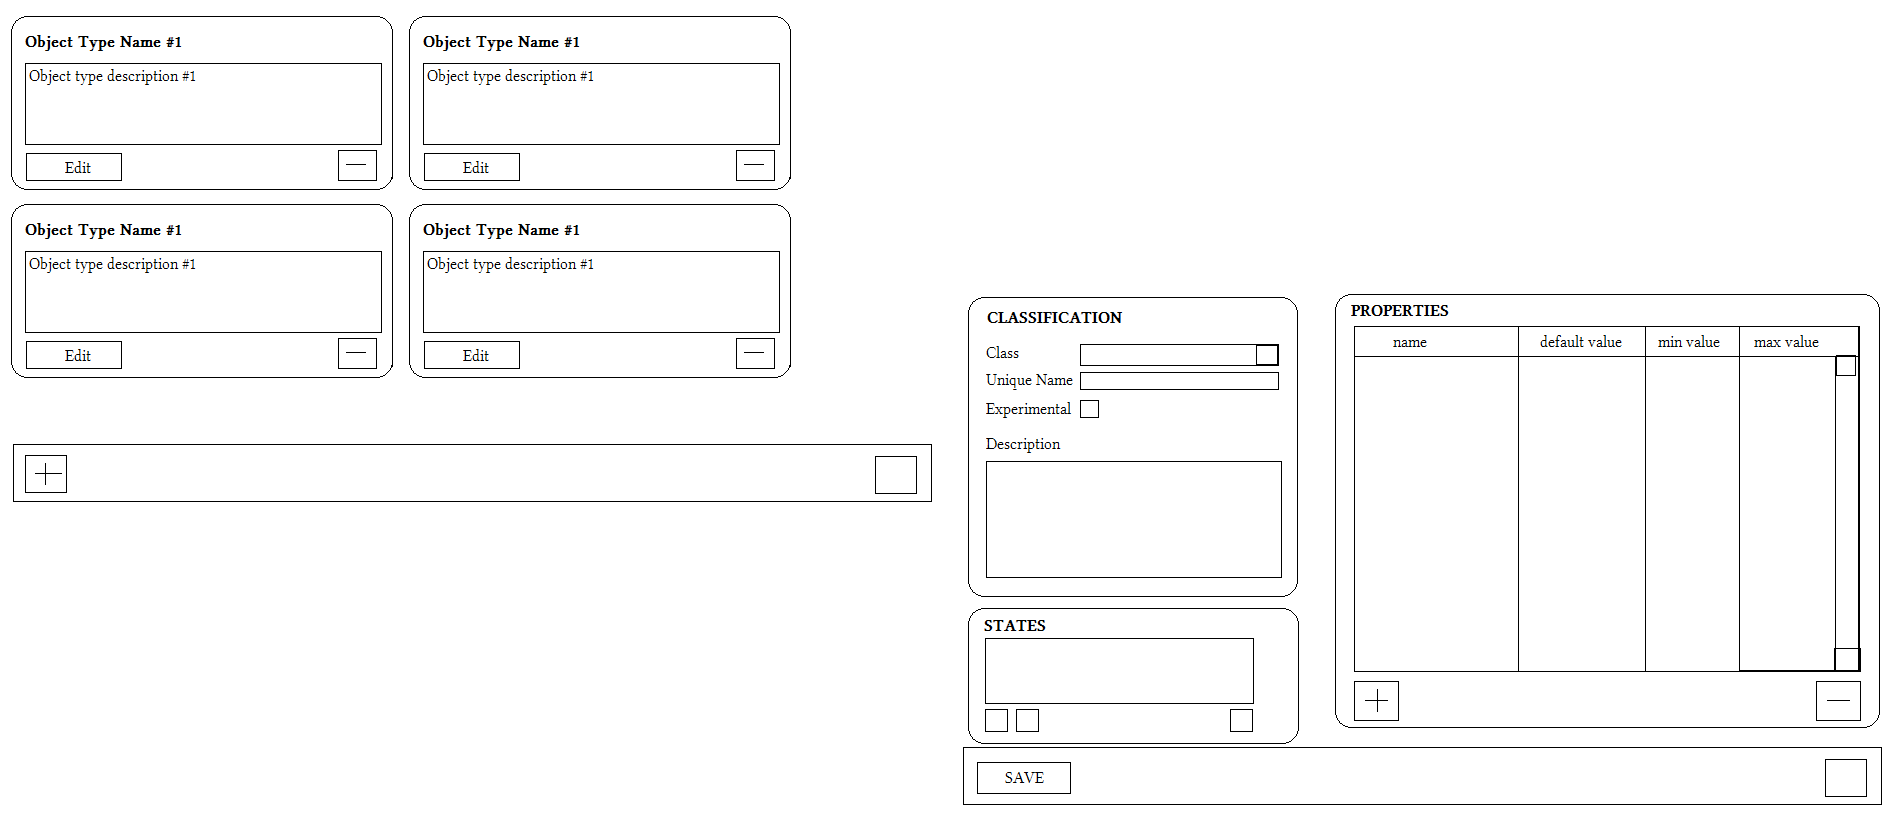 Object Type Name #1
Object type description #1
Edit
Object Type Name #1
Object type description #1
Edit
Object Type Name #1
Object type description #1
Edit
Object Type Name #1
Object type description #1
Edit
CLASSIFICATION
Class
Unique Name
Experimental
Description
STATES
PROPERTIES
name default value min value max value
SAVE